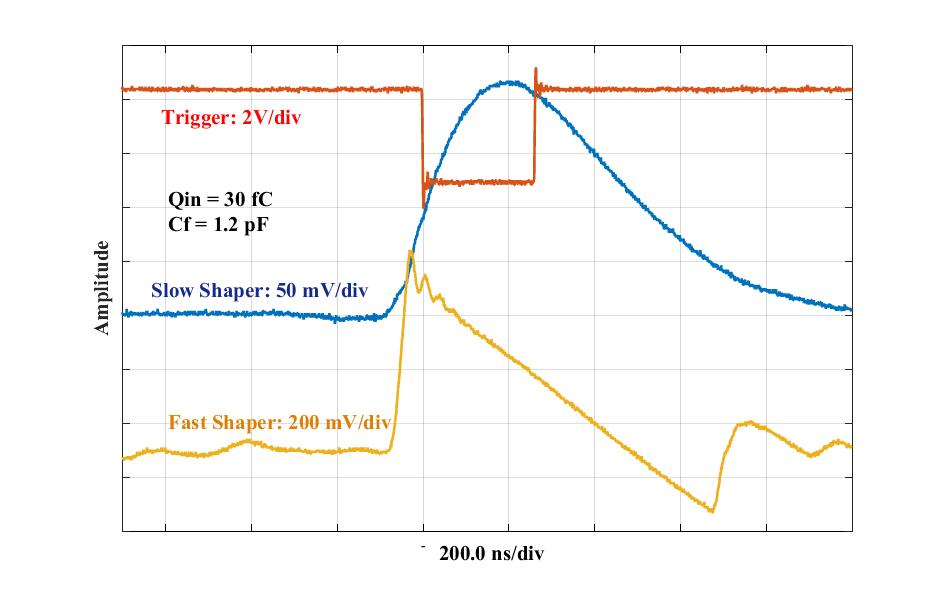 Trigger: 2V/div
Qin = 30 fC
Cf = 1.2 pF
Amplitude
Slow Shaper: 50 mV/div
Fast Shaper: 200 mV/div
- 200.0 ns/div